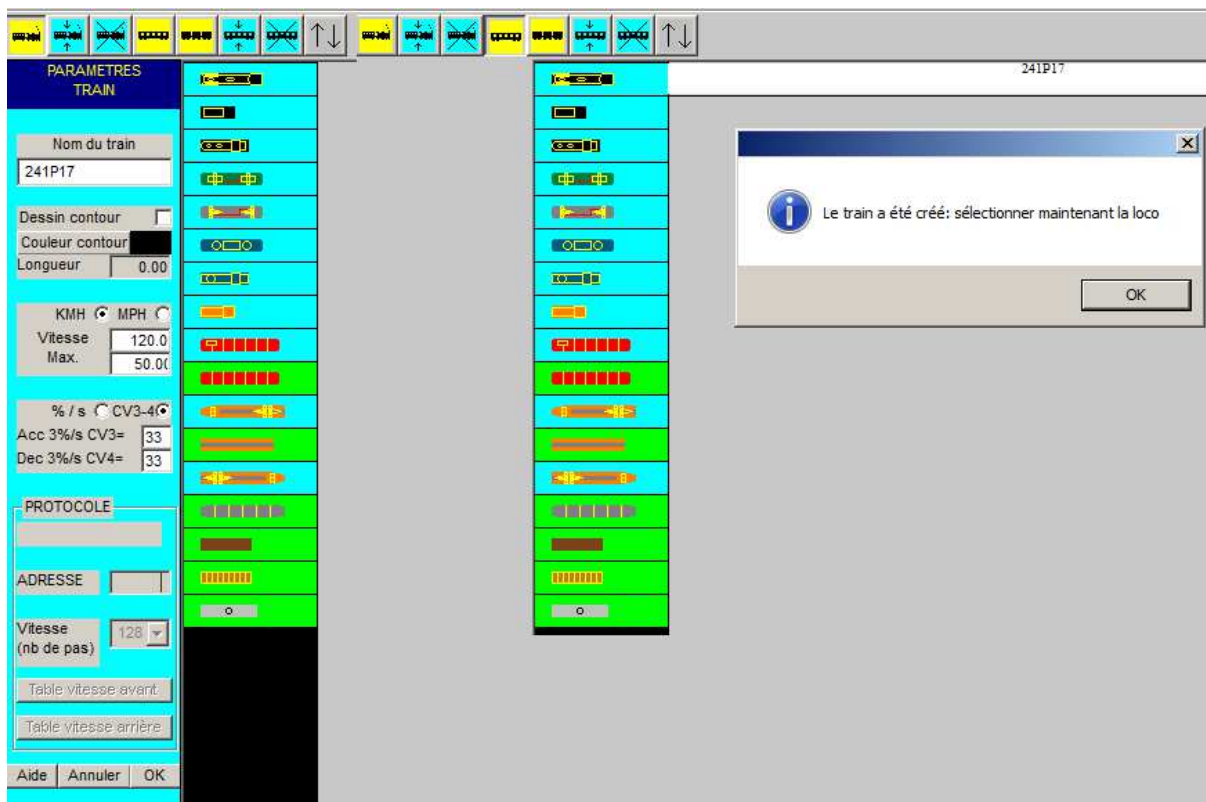 PARAMETRES
TRAIN
Nom du train
241P17
Dessin contour
Couleur contour
Longueur 0.00
KMH MPH
Vitesse 120.0
Max. 50.00
% / s CV3-4
Acc 3%/s CV3= 33
Dec 3%/s CV4= 33
PROTOCOLE
ADRESSE
Vitesse 128
(nb de pas)
Table vitesse avant
Table vitesse arrière
Aide Annuler OK
241P17
Le train a été créé: sélectionner maintenant la loco
OK